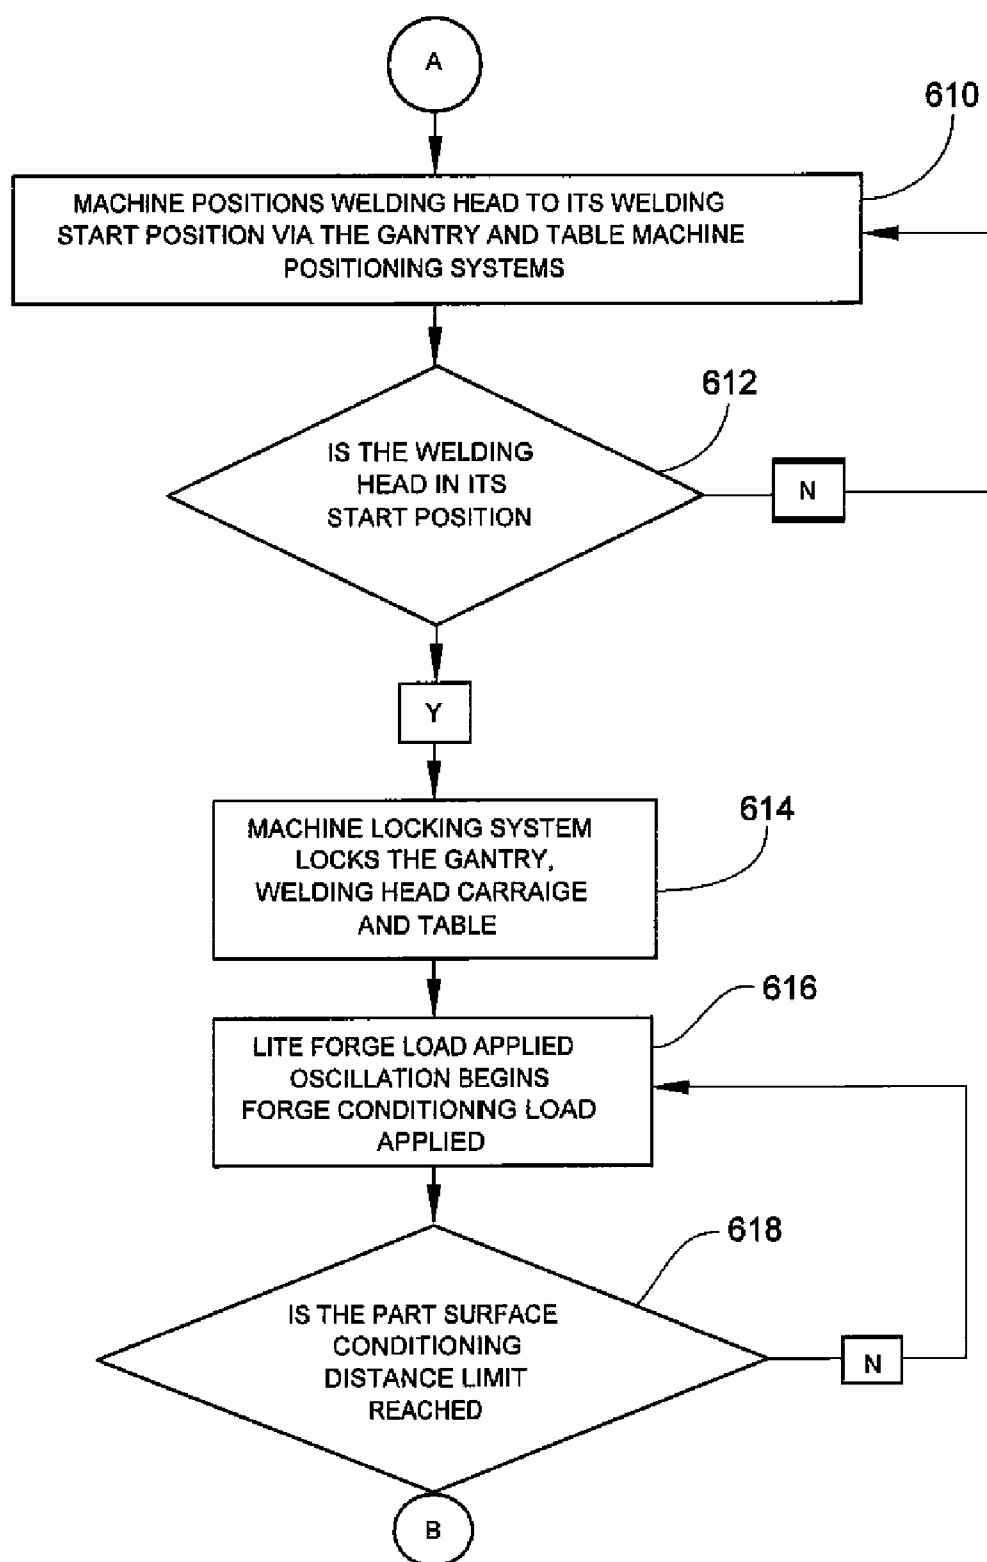 A
610
MACHINE POSITIONS WELDING HEAD TO ITS WELDING
START POSITION VIA THE GANTRY AND TABLE MACHINE
POSITIONING SYSTEMS
612
IS THE WELDING
HEAD IN ITS
START POSITION
N
Y
614
MACHINE LOCKING SYSTEM
LOCKS THE GANTRY,
WELDING HEAD CARRAIGE
AND TABLE
616
LITE FORGE LOAD APPLIED
OSCILLATION BEGINS
FORGE CONDITIONING LOAD
APPLIED
618
IS THE PART SURFACE
CONDITIONING
DISTANCE LIMIT
REACHED
N
B